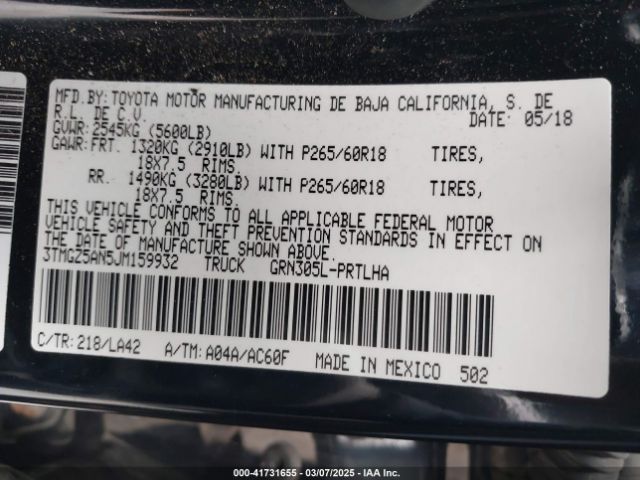 MFD.BY:TOYOTA MOTOR MANUFACTURING DE BAJA CALIFORNIA, S. DE
R.L. DE C.V. DATE: 05/18
GVWR:2545KG (5600LB)
GAWR:FRT. 1320KG (2910LB) WITH P265/60R18 TIRES,
18X7.5 RIMS.
RR. 1490KG (3280LB) WITH P265/60R18 TIRES,
18X7.5 RIMS.
THIS VEHICLE CONFORMS TO ALL APPLICABLE FEDERAL MOTOR
VEHICLE SAFETY AND THEFT PREVENTION STANDARDS IN EFFECT ON
THE DATE OF MANUFACTURE SHOWN ABOVE.
3TMGZ5AN5JM159932 TRUCK GRN305L-PRTLHA
C/TR:218/LA42 A/TM:A04A/AC60F MADE IN MEXICO 502
000-41731655 — 03/07/2025 — IAA Inc.